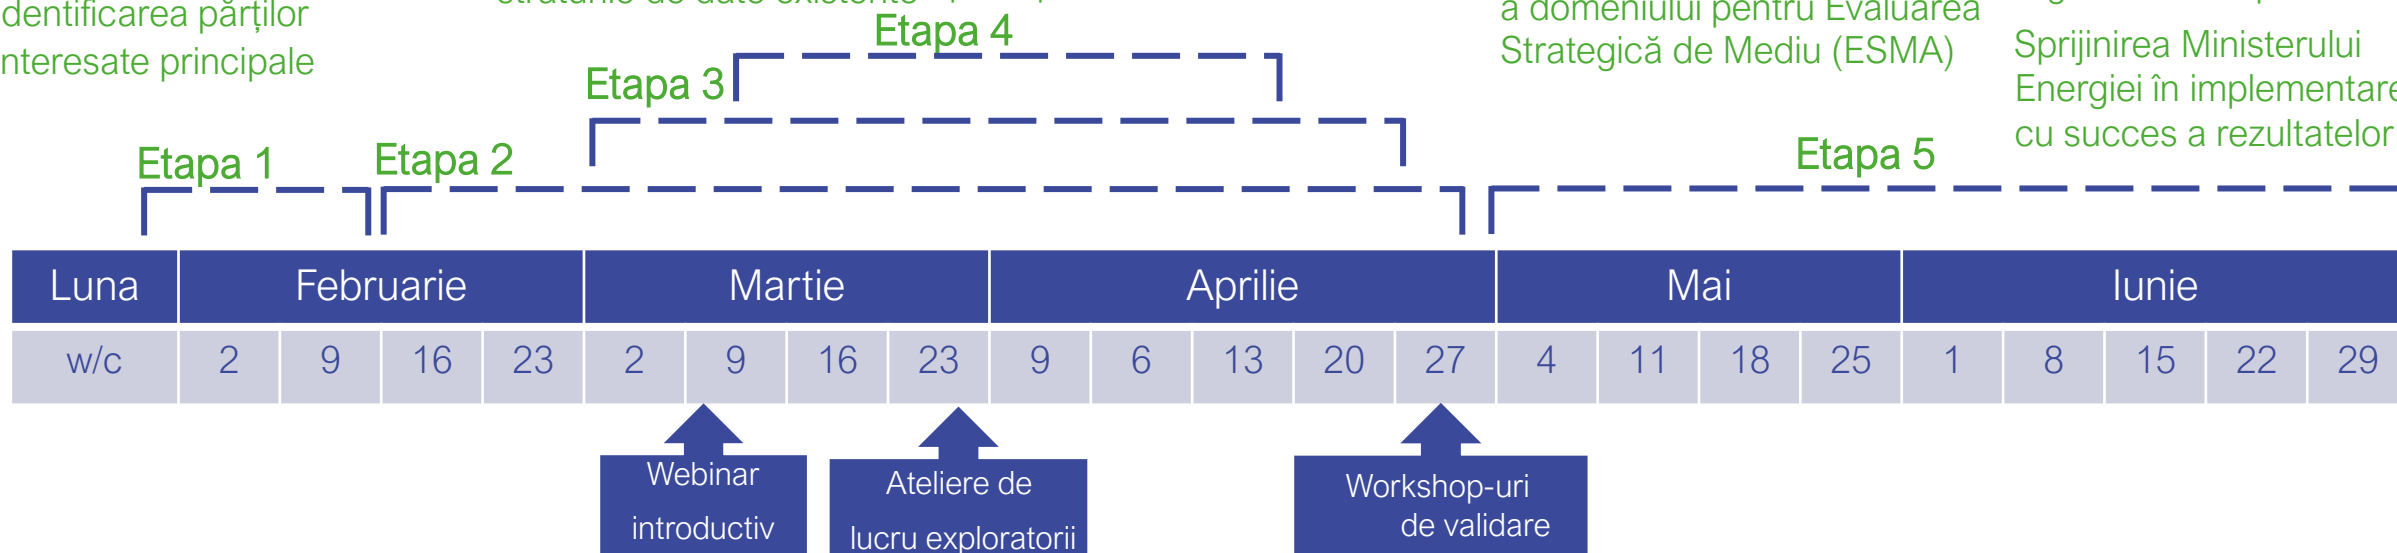 dentificarea părților
nteresate principale
de date existente
a domeniului pentru Evaluarea
Strategică de Mediu (ESMA)
Sprijinirea Ministerului
Energiei în implementare
cu succes a rezultatelor
Etapa 4
Etapa 3
Etapa 1
Etapa 2
Etapa 5
Luna Februarie Martie Aprilie Mai Iunie
w/c 2 9 16 23 2 9 16 23 9 6 13 20 27 4 11 18 25 1 8 15 22 29
Webinar
introductiv
Ateliere de
lucru exploratorii
Workshop-uri
de validare